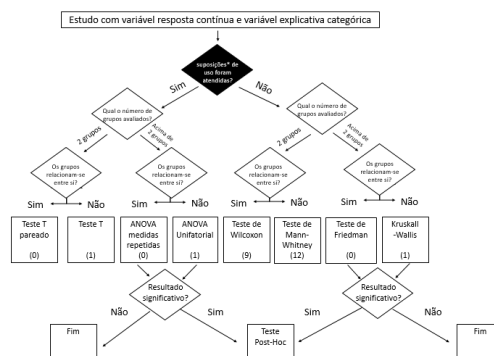 Estudo com variável resposta contínua e variável explicativa categórica
suposições* de
uso foram
atendidas?
Sim
Não
Qual o número de
grupos avaliados?
Qual o número de
grupos avaliados?
2 grupos
Acima de
2 grupos
2 grupos
Acima de
2 grupos
Os grupos
relacionam-se
entre si?
Os grupos
relacionam-se
entre si?
Os grupos
relacionam-se
entre si?
Os grupos
relacionam-se
entre si?
Sim
Não
Sim
Não
Sim
Não
Sim
Não
Teste T
pareado
(0)
Teste T
(1)
ANOVA
medidas
repetidas
(0)
ANOVA
Unifatorial
(1)
Teste de
Wilcoxon
(9)
Teste de
Mann-
Whitney
(12)
Teste de
Friedman
(0)
Kruskall
-Wallis
(1)
Resultado
significativo?
Resultado
significativo?
Não
Sim
Sim
Não
Fim
Teste
Post-Hoc
Fim